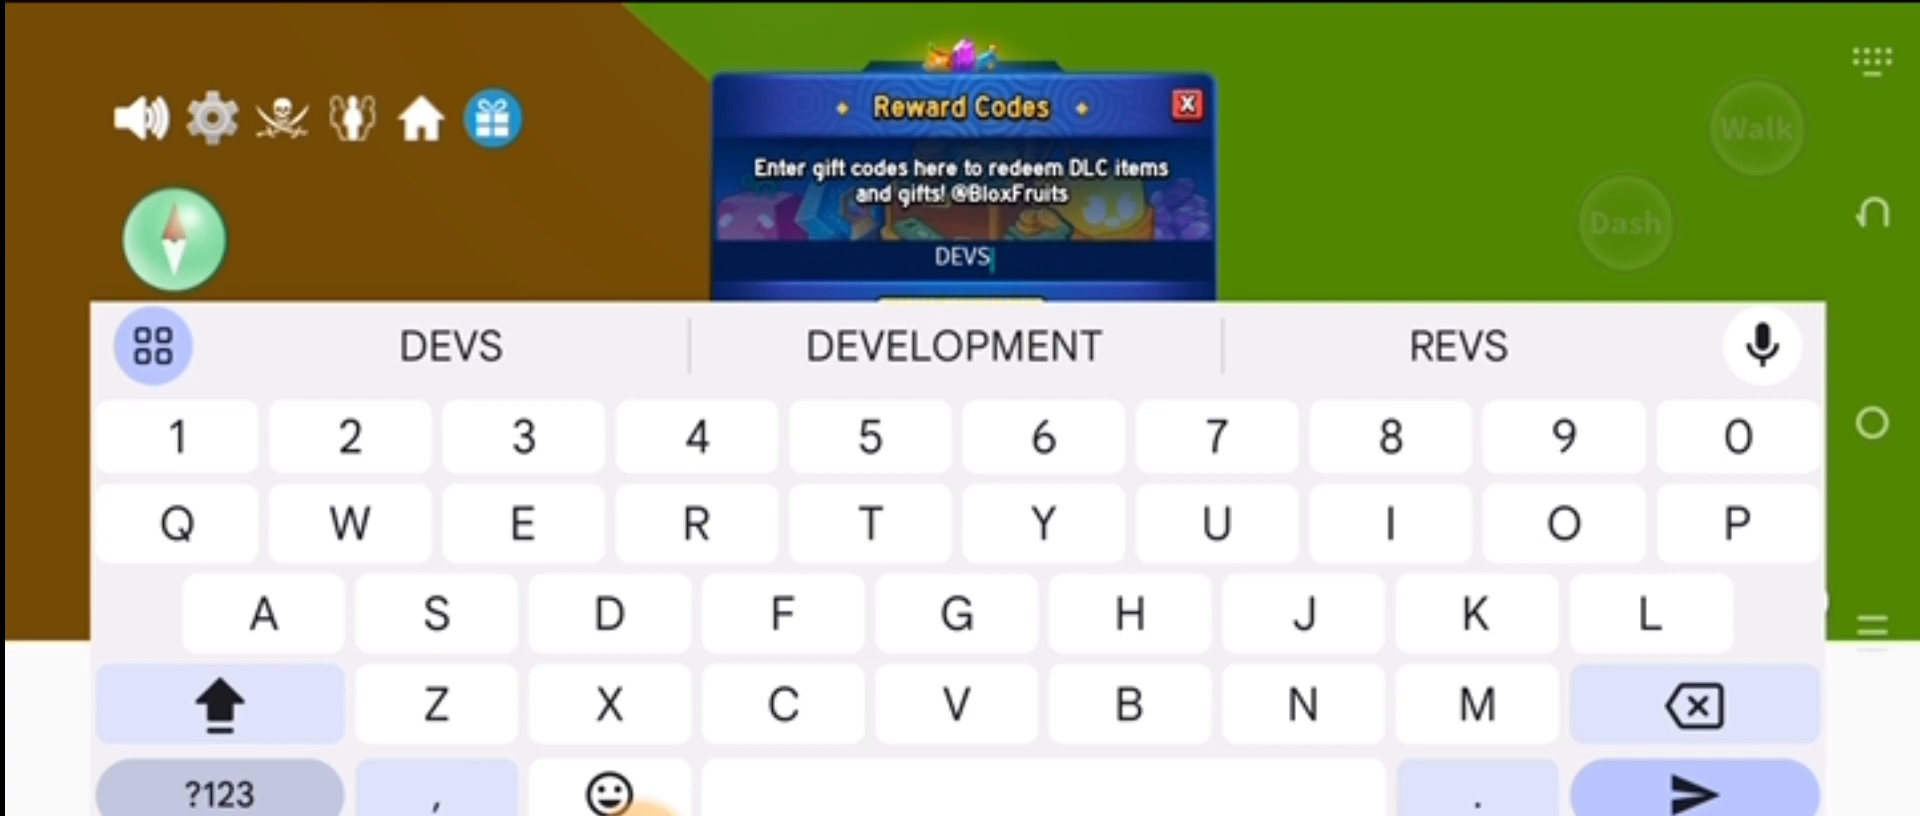 Reward Codes
X
Enter gift codes here to redeem DLC items
and gifts! @BloxFruits
DEVS
Walk
Dash
DEVS DEVELOPMENT REVS
1 2 3 4 5 6 7 8 9 0
Q W E R T Y U I O P
A S D F G H J K L
Z X C V B N M
?123 , .